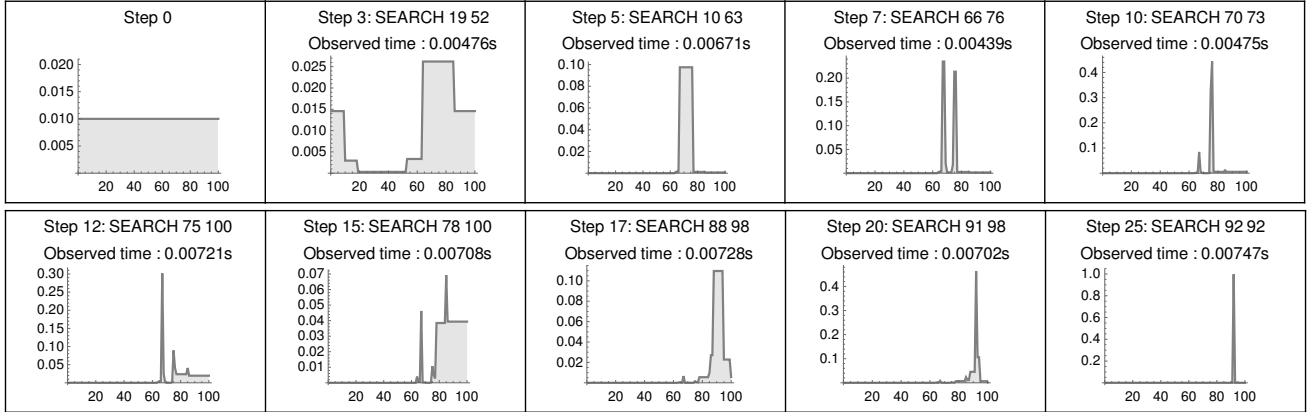 Step 0
0.020
0.015
0.010
0.005
20 40 60 80 100
Step 3: SEARCH 19 52
Observed time : 0.00476s
0.025
0.020
0.015
0.010
0.005
20 40 60 80 100
Step 5: SEARCH 10 63
Observed time : 0.00671s
0.10
0.08
0.06
0.04
0.02
20 40 60 80 100
Step 7: SEARCH 66 76
Observed time : 0.00439s
0.20
0.15
0.10
0.05
20 40 60 80 100
Step 10: SEARCH 70 73
Observed time : 0.00475s
0.4
0.3
0.2
0.1
20 40 60 80 100
Step 12: SEARCH 75 100
Observed time : 0.00721s
0.30
0.25
0.20
0.15
0.10
0.05
20 40 60 80 100
Step 15: SEARCH 78 100
Observed time : 0.00708s
0.07
0.06
0.05
0.04
0.03
0.02
0.01
20 40 60 80 100
Step 17: SEARCH 88 98
Observed time : 0.00728s
0.10
0.08
0.06
0.04
0.02
20 40 60 80 100
Step 20: SEARCH 91 98
Observed time : 0.00702s
0.4
0.3
0.2
0.1
20 40 60 80 100
Step 25: SEARCH 92 92
Observed time : 0.00747s
1.0
0.8
0.6
0.4
0.2
20 40 60 80 100